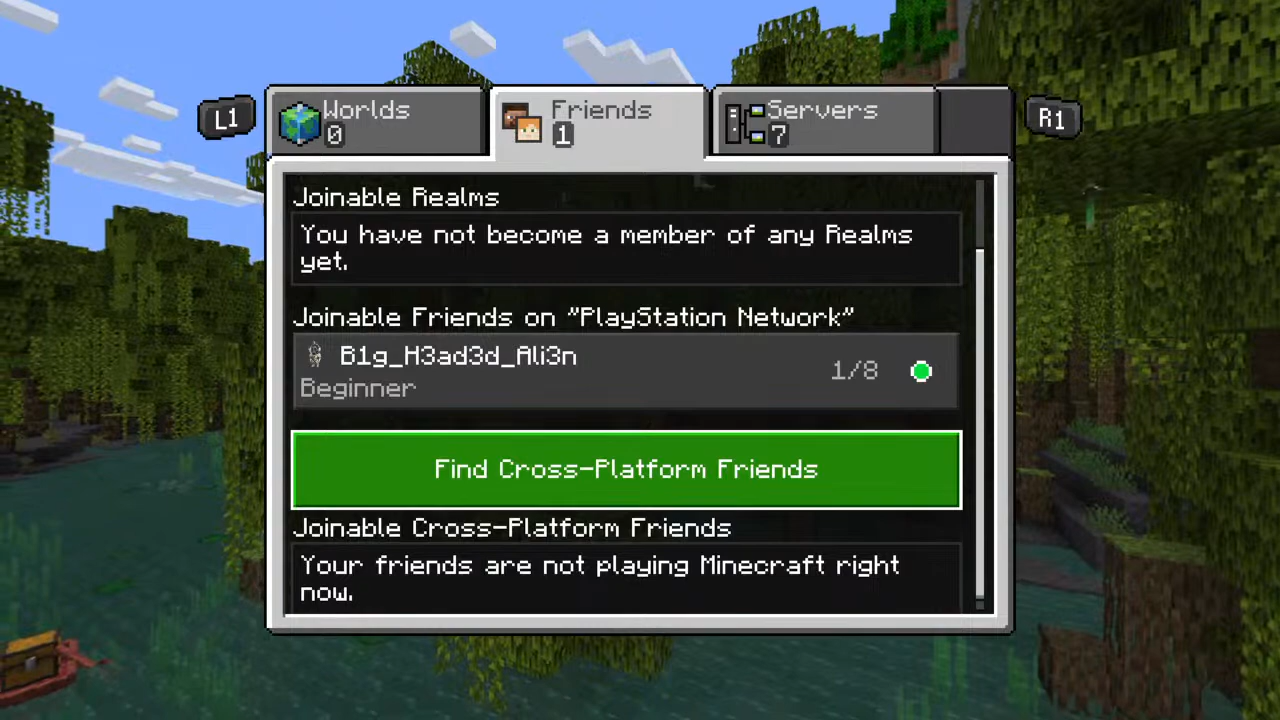 L1
Worlds
0
Friends
1
Servers
7
R1
Joinable Realms
You have not become a member of any Realms
yet.
Joinable Friends on "PlayStation Network"
B1g_H3ad3d_Ali3n
1/8
Beginner
Find Cross-Platform Friends
Joinable Cross-Platform Friends
Your friends are not playing Minecraft right
now.